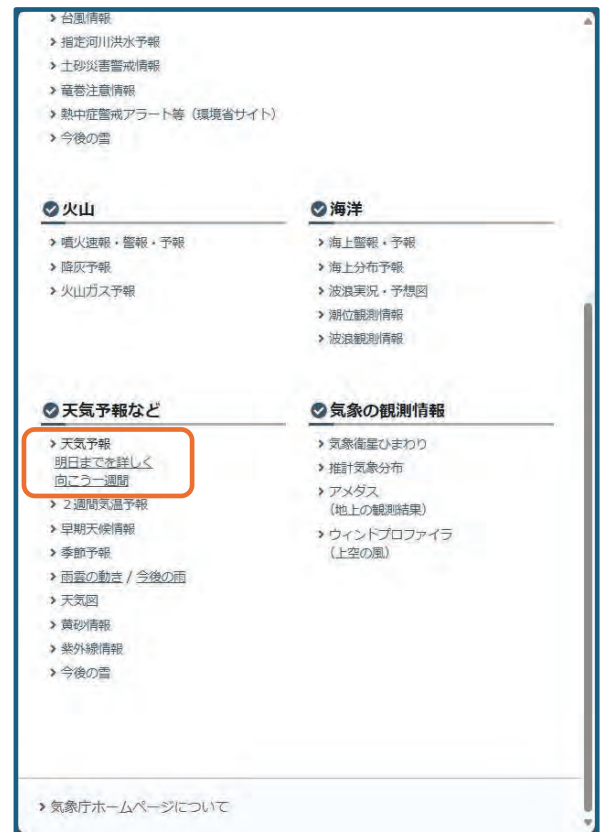 台風情報
指定河川洪水予報
土砂災害警戒情報
竜巻注意情報
熱中症警戒アラート等（環境省サイト）
今後の雪
火山
噴火速報・警報・予報
降灰予報
火山ガス予報
海洋
海上警報・予報
海上分布予報
波浪実況・予想図
潮位観測情報
波浪観測情報
天気予報など
天気予報
明日までを詳しく
向こう一週間
２週間気温予報
早期天候情報
季節予報
雨雲の動き / 今後の雨
天気図
黄砂情報
紫外線情報
今後の雪
気象の観測情報
気象衛星ひまわり
推計気象分布
アメダス
（地上の観測結果）
ウィンドプロファイラ
（上空の風）
気象庁ホームページについて